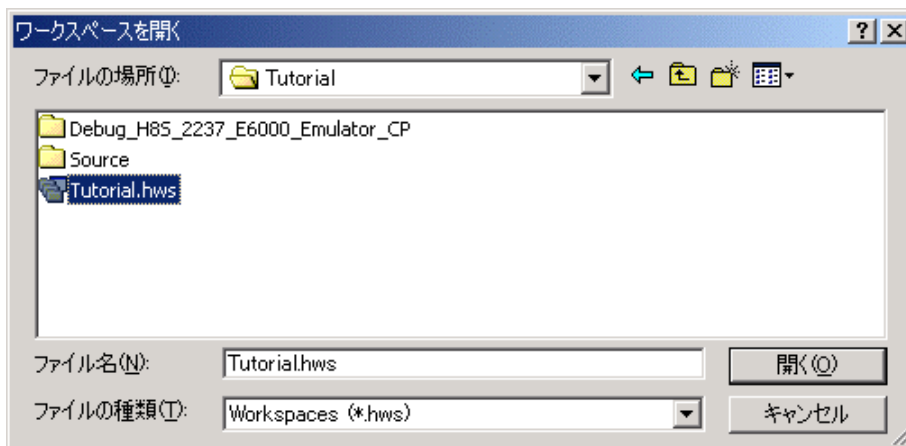 ワークスペースを開く
ファイルの場所(I):
Tutorial
Debug_H8S_2237_E6000_Emulator_CP
Source
Tutorial.hws
ファイル名(N):
Tutorial.hws
開く(O)
ファイルの種類(T):
Workspaces (*.hws)
キャンセル